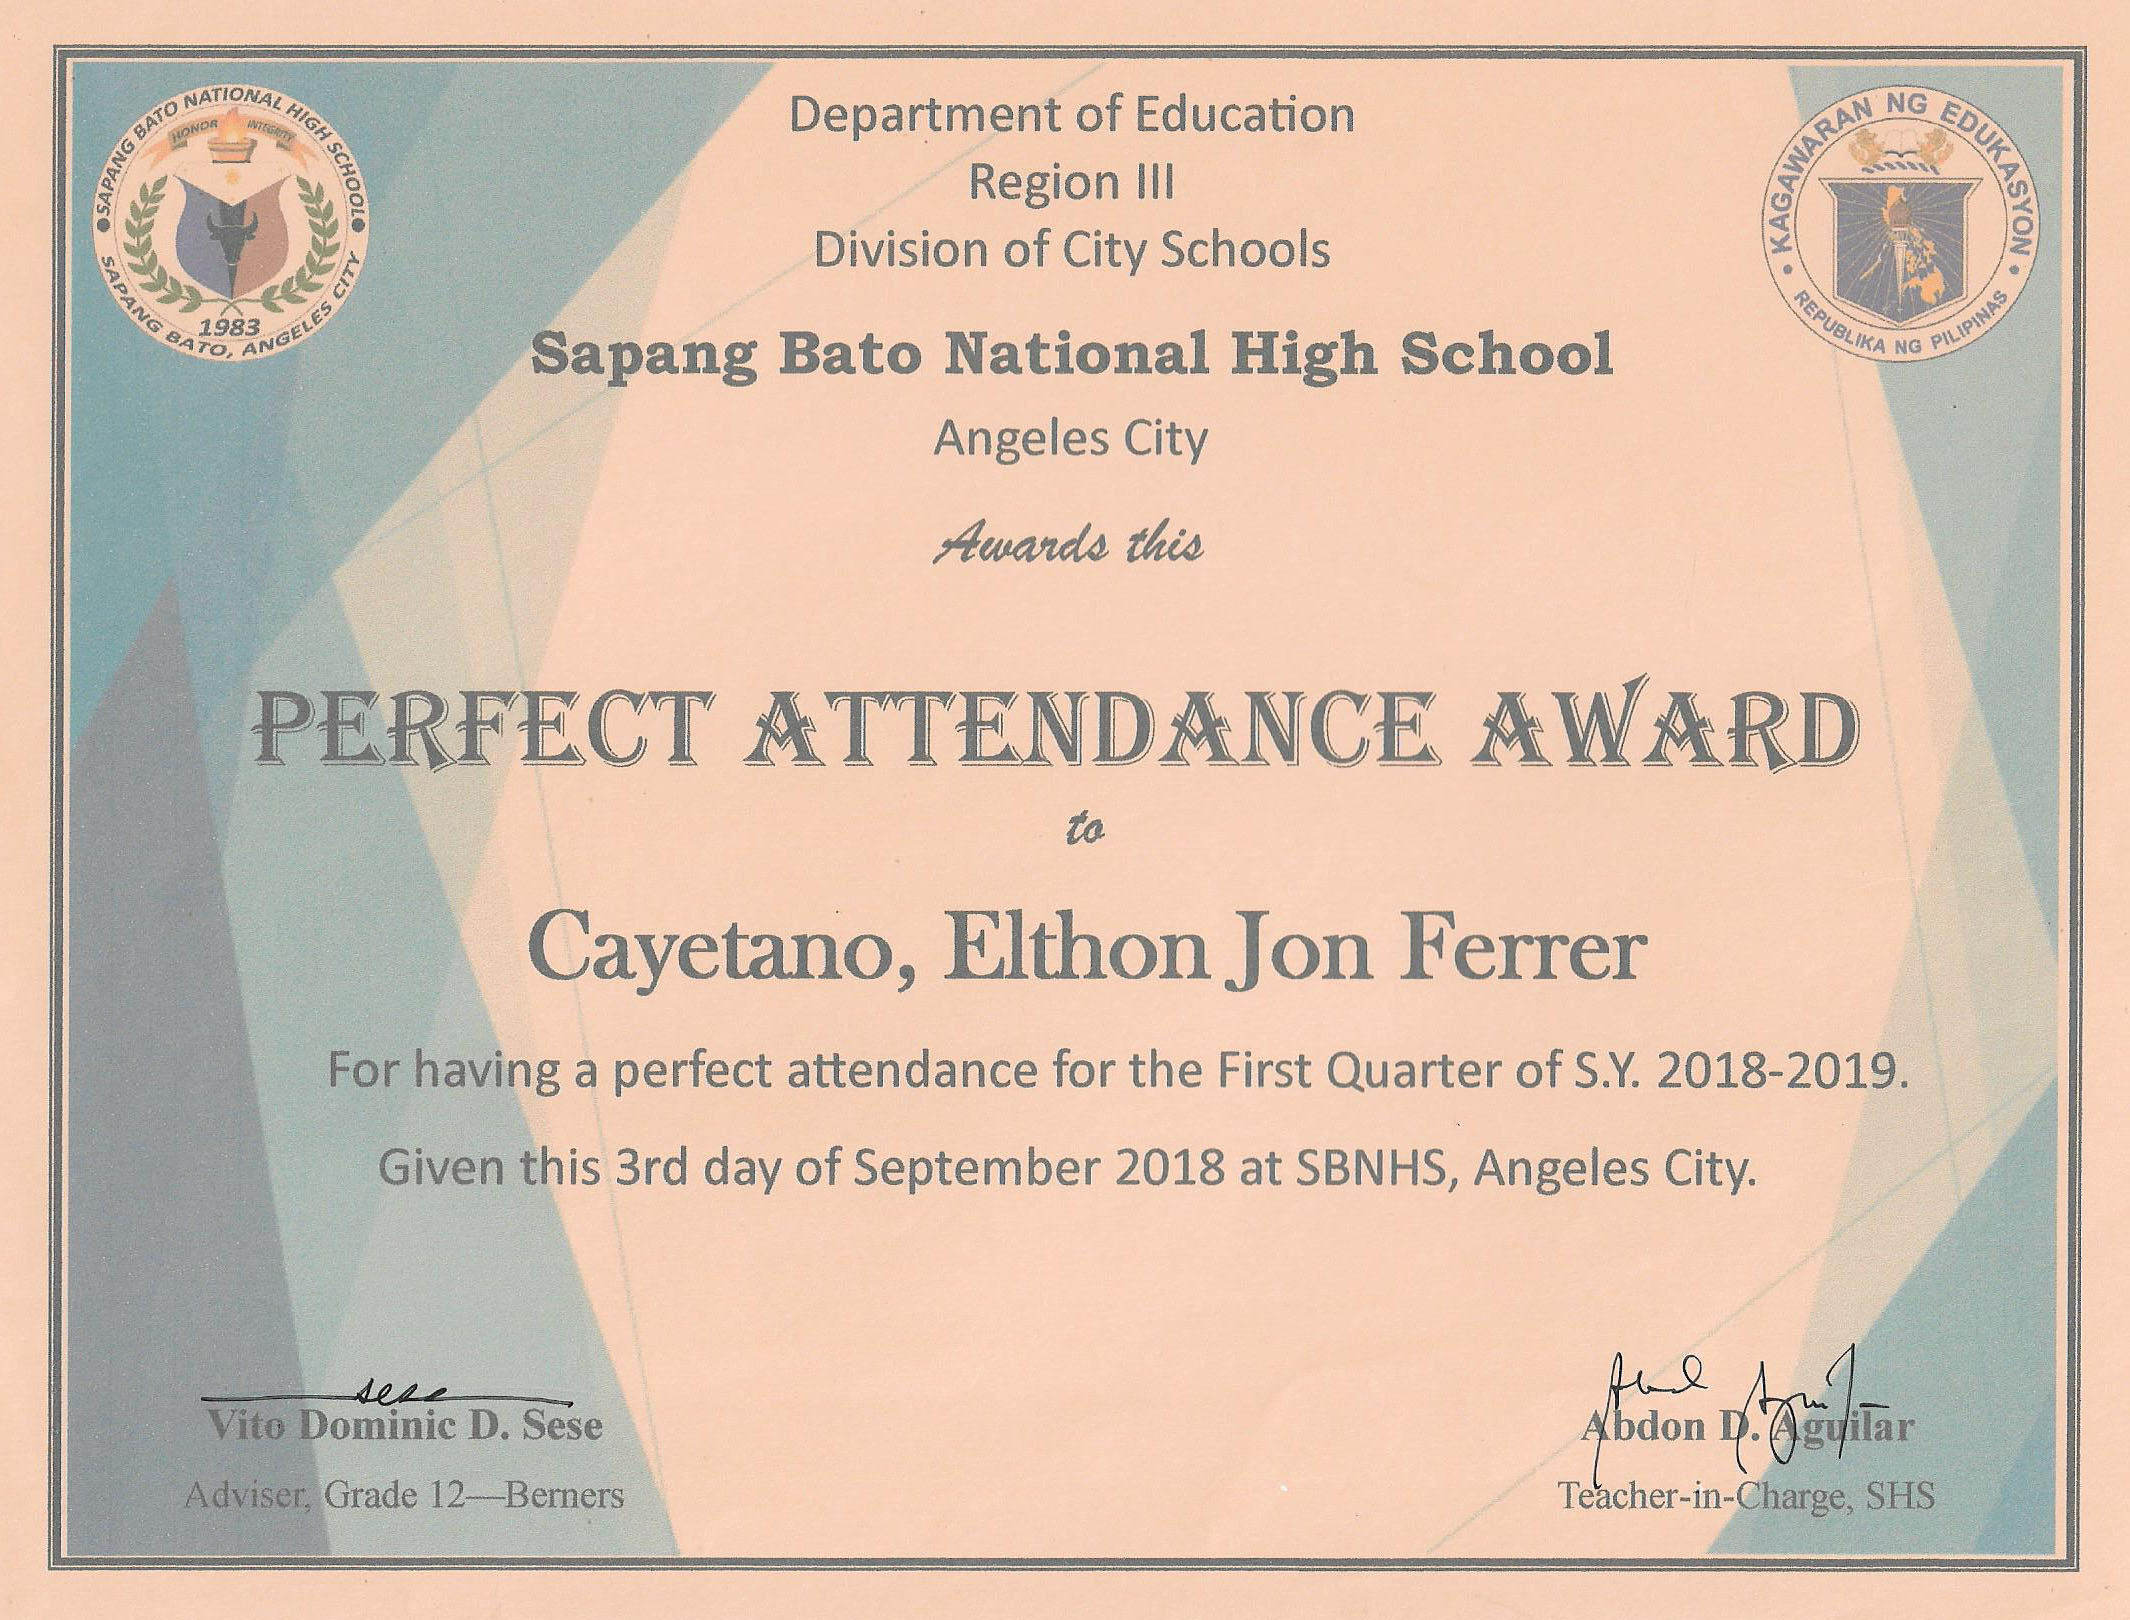 SAPANG BATO NATIONAL HIGH SCHOOL
HONOR INTEGRITY
1983
SAPANG BATO, ANGELES CITY
KAGAWARAN NG EDUKASYON
REPUBLIKA NG PILIPINAS
Department of Education
Region III
Division of City Schools
Sapang Bato National High School
Angeles City
Awards this
PERFECT ATTENDANCE AWARD
to
Cayetano, Elthon Jon Ferrer
For having a perfect attendance for the First Quarter of S.Y. 2018-2019.
Given this 3rd day of September 2018 at SBNHS, Angeles City.
sese
Vito Dominic D. Sese
Adviser, Grade 12—Berners
Abdon D. Aguilar
Teacher-in-Charge, SHS